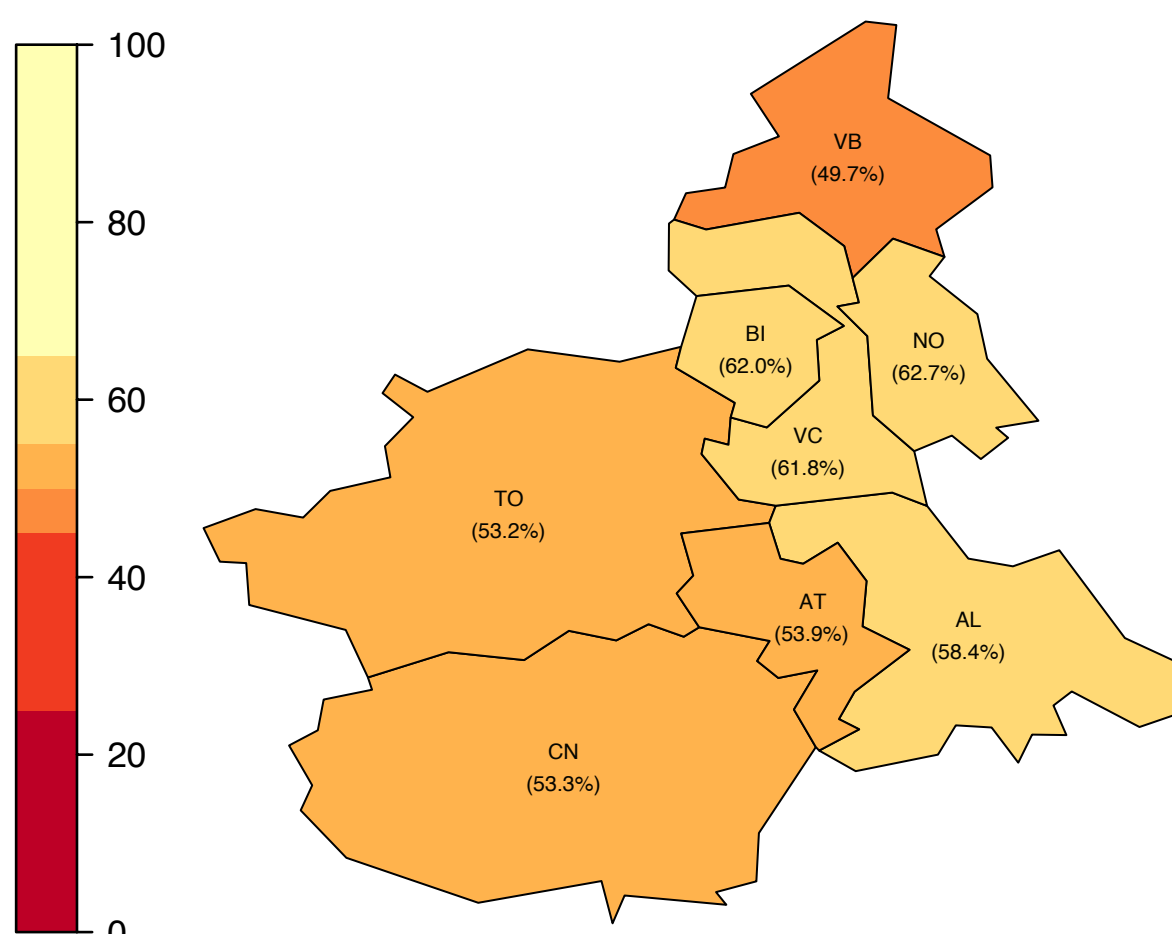 100
80
60
40
20
0
VB
(49.7%)
BI
(62.0%)
NO
(62.7%)
VC
(61.8%)
TO
(53.2%)
AT
(53.9%)
AL
(58.4%)
CN
(53.3%)